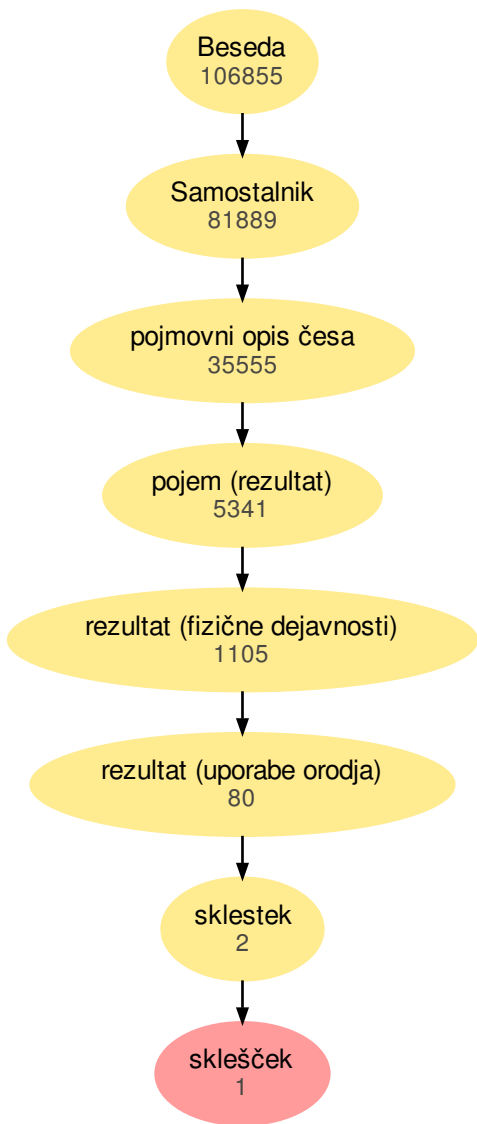 Beseda
106855
Samostalnik
81889
pojmovni opis česa
35555
pojem (rezultat)
5341
rezultat (fizične dejavnosti)
1105
rezultat (uporabe orodja)
80
sklestek
2
sklešček
1